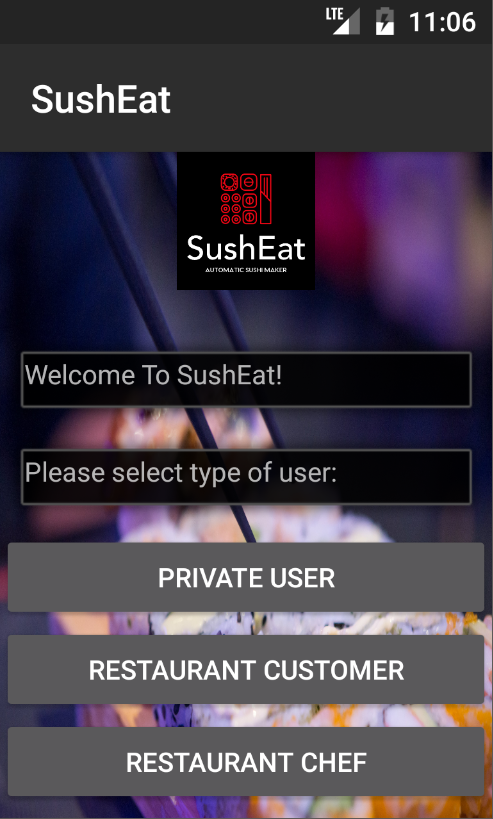 LTE 11:06
SushEat
SushEat
AUTOMATIC SUSHI MAKER
Welcome To SushEat!
Please select type of user:
PRIVATE USER
RESTAURANT CUSTOMER
RESTAURANT CHEF